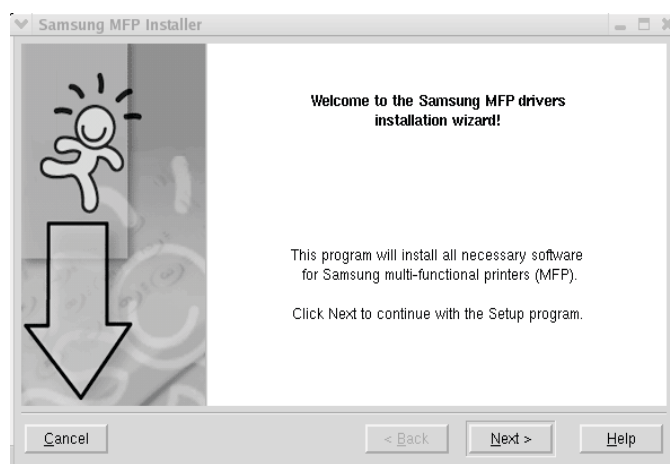 Samsung MFP Installer
Welcome to the Samsung MFP drivers
installation wizard!
This program will install all necessary software
for Samsung multi-functional printers (MFP).
Click Next to continue with the Setup program.
Cancel
< Back
Next >
Help